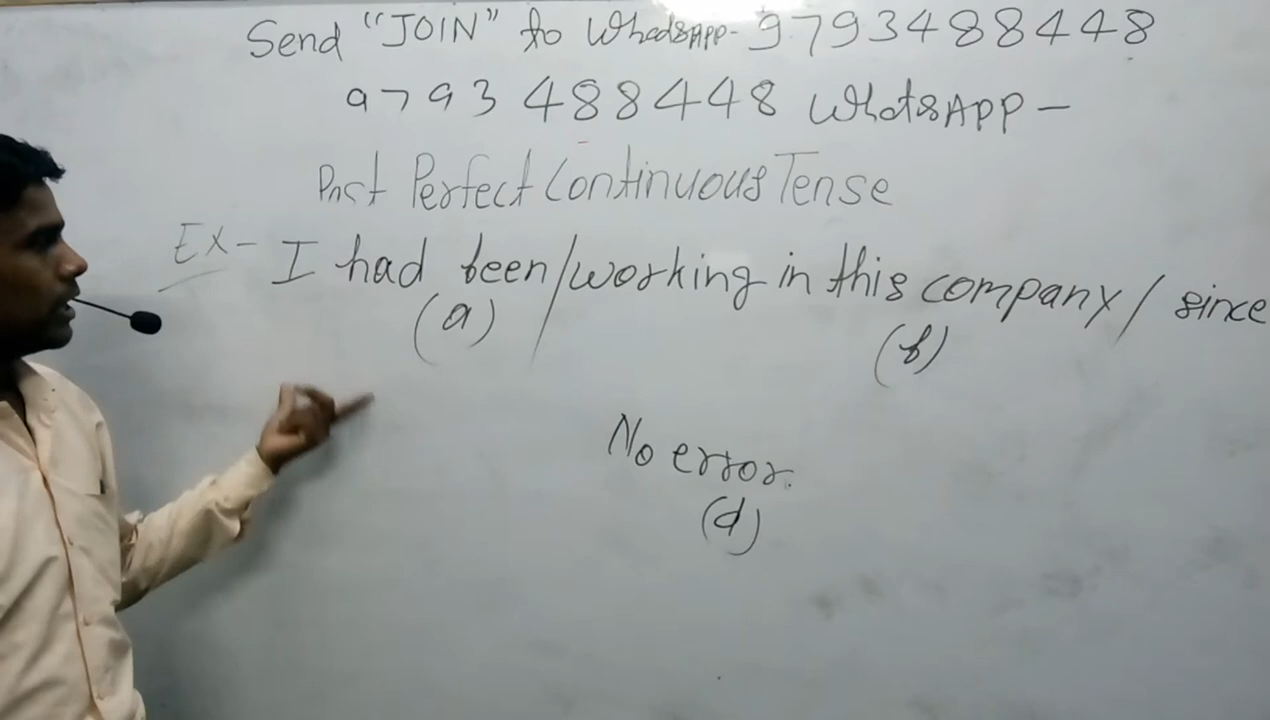 Send "JOIN" to WhatsApp- 9793488448
9793 488448 WhatsApp-
Past Perfect Continuous Tense
Ex- I had been/working in this company/ since
(a) (b)
No error.
(d)